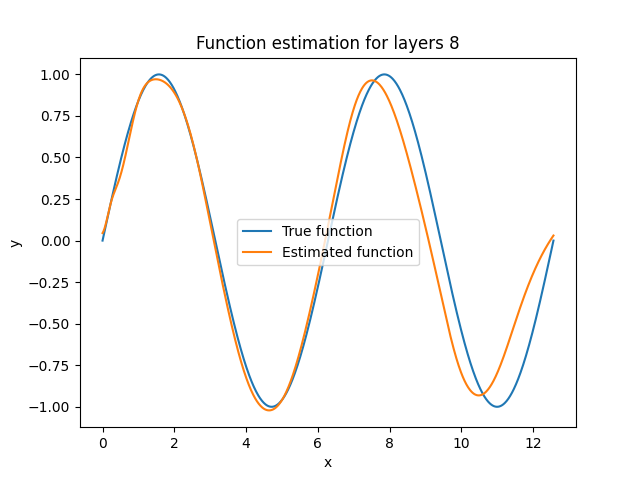 Function estimation for layers 8
1.00
0.75
0.50
0.25
0.00
−0.25
−0.50
−0.75
−1.00
y
True function
Estimated function
0 2 4 6 8 10 12
x